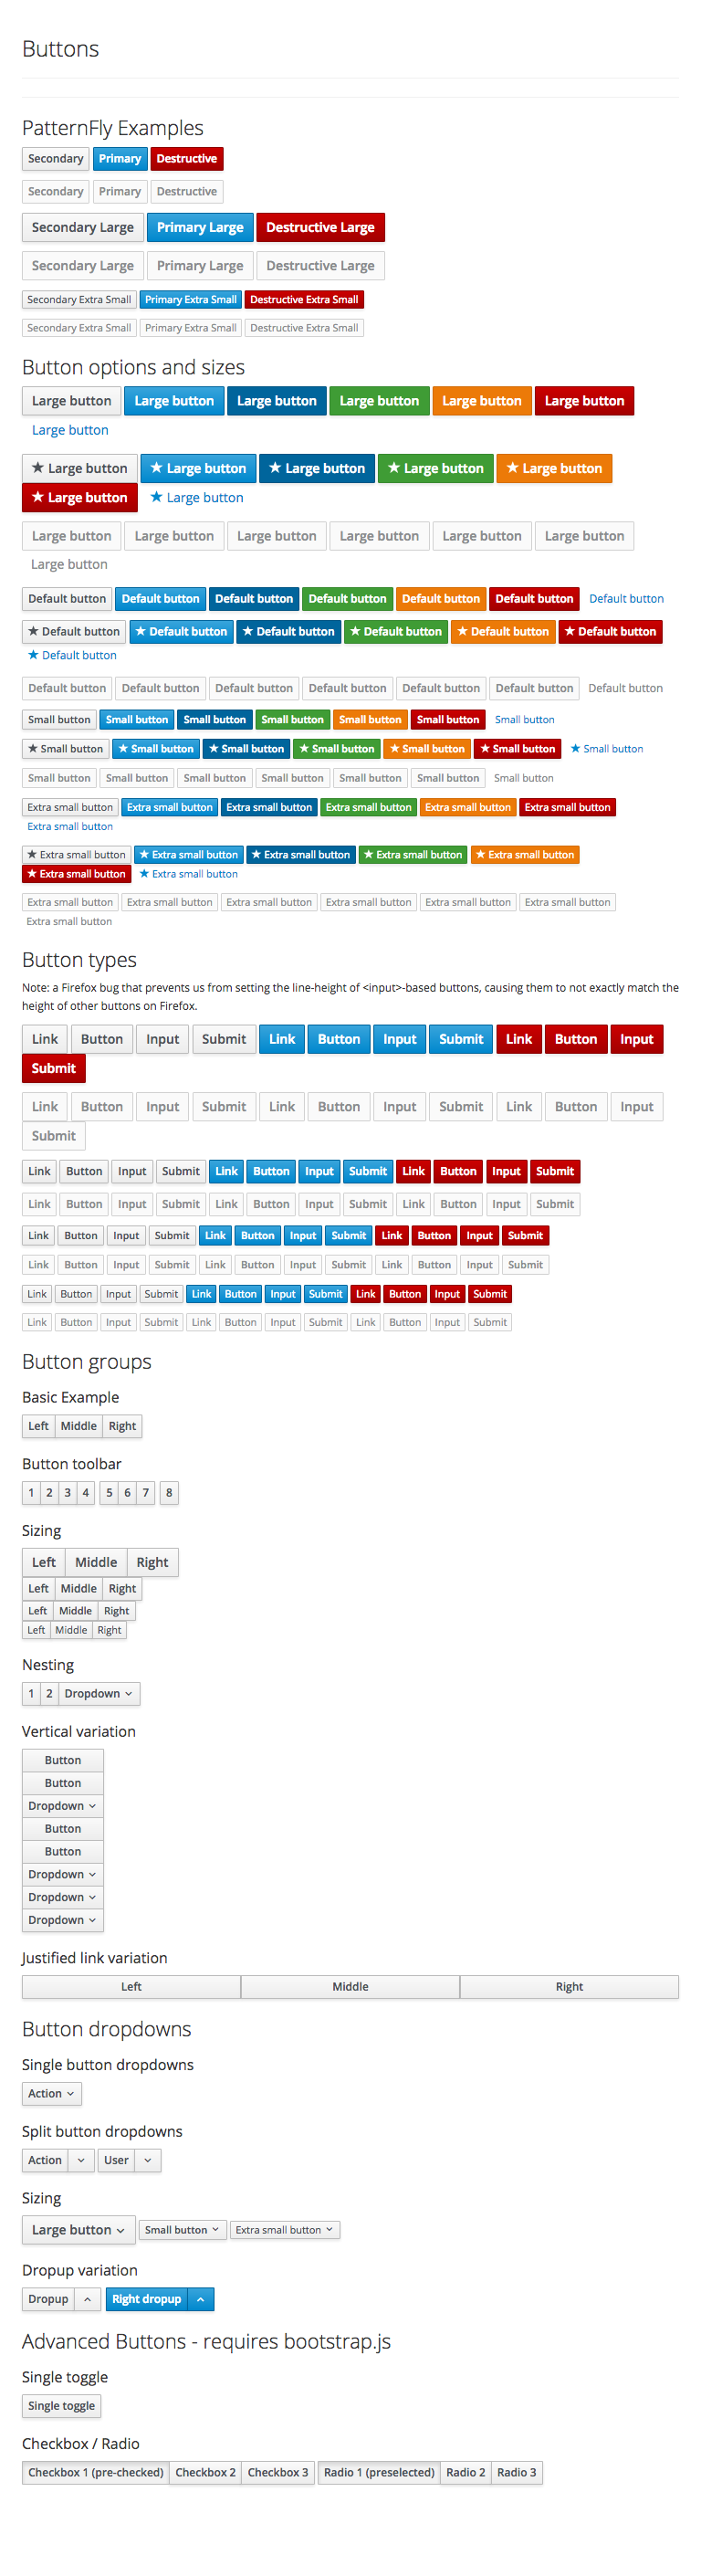 Buttons
PatternFly Examples
Secondary Primary Destructive
Secondary Primary Destructive
Secondary Large Primary Large Destructive Large
Secondary Large Primary Large Destructive Large
Secondary Extra Small Primary Extra Small Destructive Extra Small
Secondary Extra Small Primary Extra Small Destructive Extra Small
Button options and sizes
Large button Large button Large button Large button Large button Large button
Large button
★ Large button ★ Large button ★ Large button ★ Large button ★ Large button
★ Large button ★ Large button
Large button Large button Large button Large button Large button Large button
Large button
Default button Default button Default button Default button Default button Default button Default button
★ Default button ★ Default button ★ Default button ★ Default button ★ Default button ★ Default button
★ Default button
Default button Default button Default button Default button Default button Default button Default button
Small button Small button Small button Small button Small button Small button Small button
★ Small button ★ Small button ★ Small button ★ Small button ★ Small button ★ Small button ★ Small button
Small button Small button Small button Small button Small button Small button Small button
Extra small button Extra small button Extra small button Extra small button Extra small button Extra small button
Extra small button
★ Extra small button ★ Extra small button ★ Extra small button ★ Extra small button ★ Extra small button
★ Extra small button ★ Extra small button
Extra small button Extra small button Extra small button Extra small button Extra small button Extra small button
Extra small button
Button types
Note: a Firefox bug that prevents us from setting the line-height of <input>-based buttons, causing them to not exactly match the
height of other buttons on Firefox.
Link Button Input Submit Link Button Input Submit Link Button Input
Submit
Link Button Input Submit Link Button Input Submit Link Button Input
Submit
Link Button Input Submit Link Button Input Submit Link Button Input Submit
Link Button Input Submit Link Button Input Submit Link Button Input Submit
Link Button Input Submit Link Button Input Submit Link Button Input Submit
Link Button Input Submit Link Button Input Submit Link Button Input Submit
Link Button Input Submit Link Button Input Submit Link Button Input Submit
Link Button Input Submit Link Button Input Submit Link Button Input Submit
Button groups
Basic Example
Left Middle Right
Button toolbar
1 2 3 4 5 6 7 8
Sizing
Left Middle Right
Left Middle Right
Left Middle Right
Left Middle Right
Nesting
1 2 Dropdown
Vertical variation
Button
Button
Dropdown
Button
Button
Dropdown
Dropdown
Dropdown
Justified link variation
Left Middle Right
Button dropdowns
Single button dropdowns
Action
Split button dropdowns
Action User
Sizing
Large button Small button Extra small button
Dropup variation
Dropup Right dropup
Advanced Buttons - requires bootstrap.js
Single toggle
Single toggle
Checkbox / Radio
Checkbox 1 (pre-checked) Checkbox 2 Checkbox 3 Radio 1 (preselected) Radio 2 Radio 3